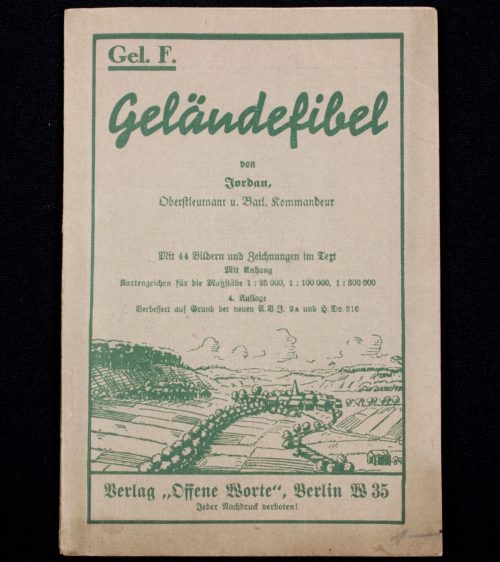 Gel. F.
Geländefibel
von
Jordan,
Oberstleutnant u. Batl. Kommandeur
Mit 44 Bildern und Zeichnungen im Text
Mit Anhang
Kartenzeichen für die Maßstäbe 1 : 25 000, 1 : 100 000, 1 : 300 000
4. Auflage
Verbessert auf Grund der neuen A.V.I. 2a und H. Dv. 316
Verlag „Offene Worte“, Berlin W 35
Jeder Nachdruck verboten!